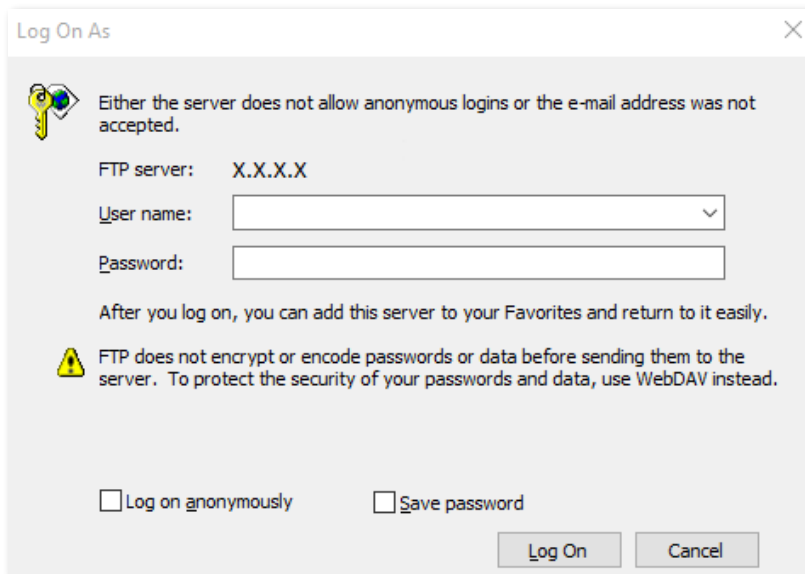 Log On As
Either the server does not allow anonymous logins or the e-mail address was not
accepted.
FTP server: X.X.X.X
User name:
Password:
After you log on, you can add this server to your Favorites and return to it easily.
FTP does not encrypt or encode passwords or data before sending them to the
server. To protect the security of your passwords and data, use WebDAV instead.
Log on anonymously Save password
Log On Cancel